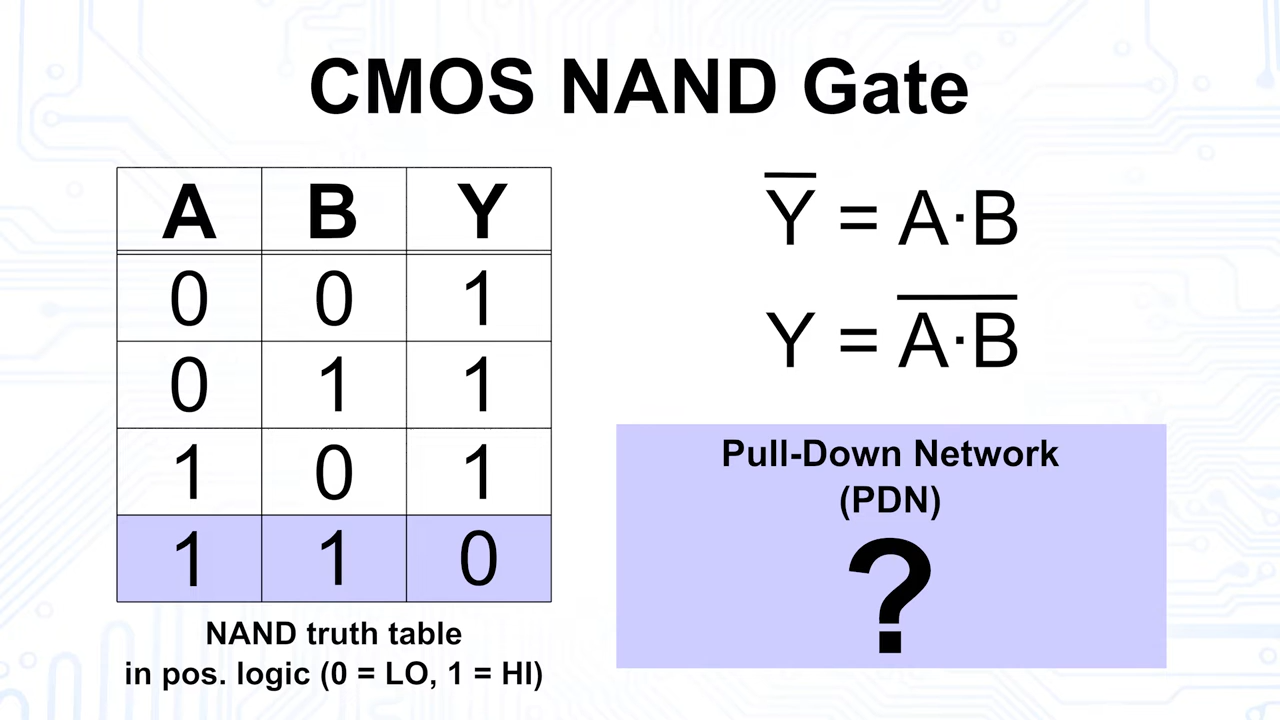 CMOS NAND Gate
A B Y
0 0 1
0 1 1
1 0 1
1 1 0
NAND truth table
in pos. logic (0 = LO, 1 = HI)
Y̅ = A·B
Y = A̅·̅B̅
Pull-Down Network
(PDN)
?